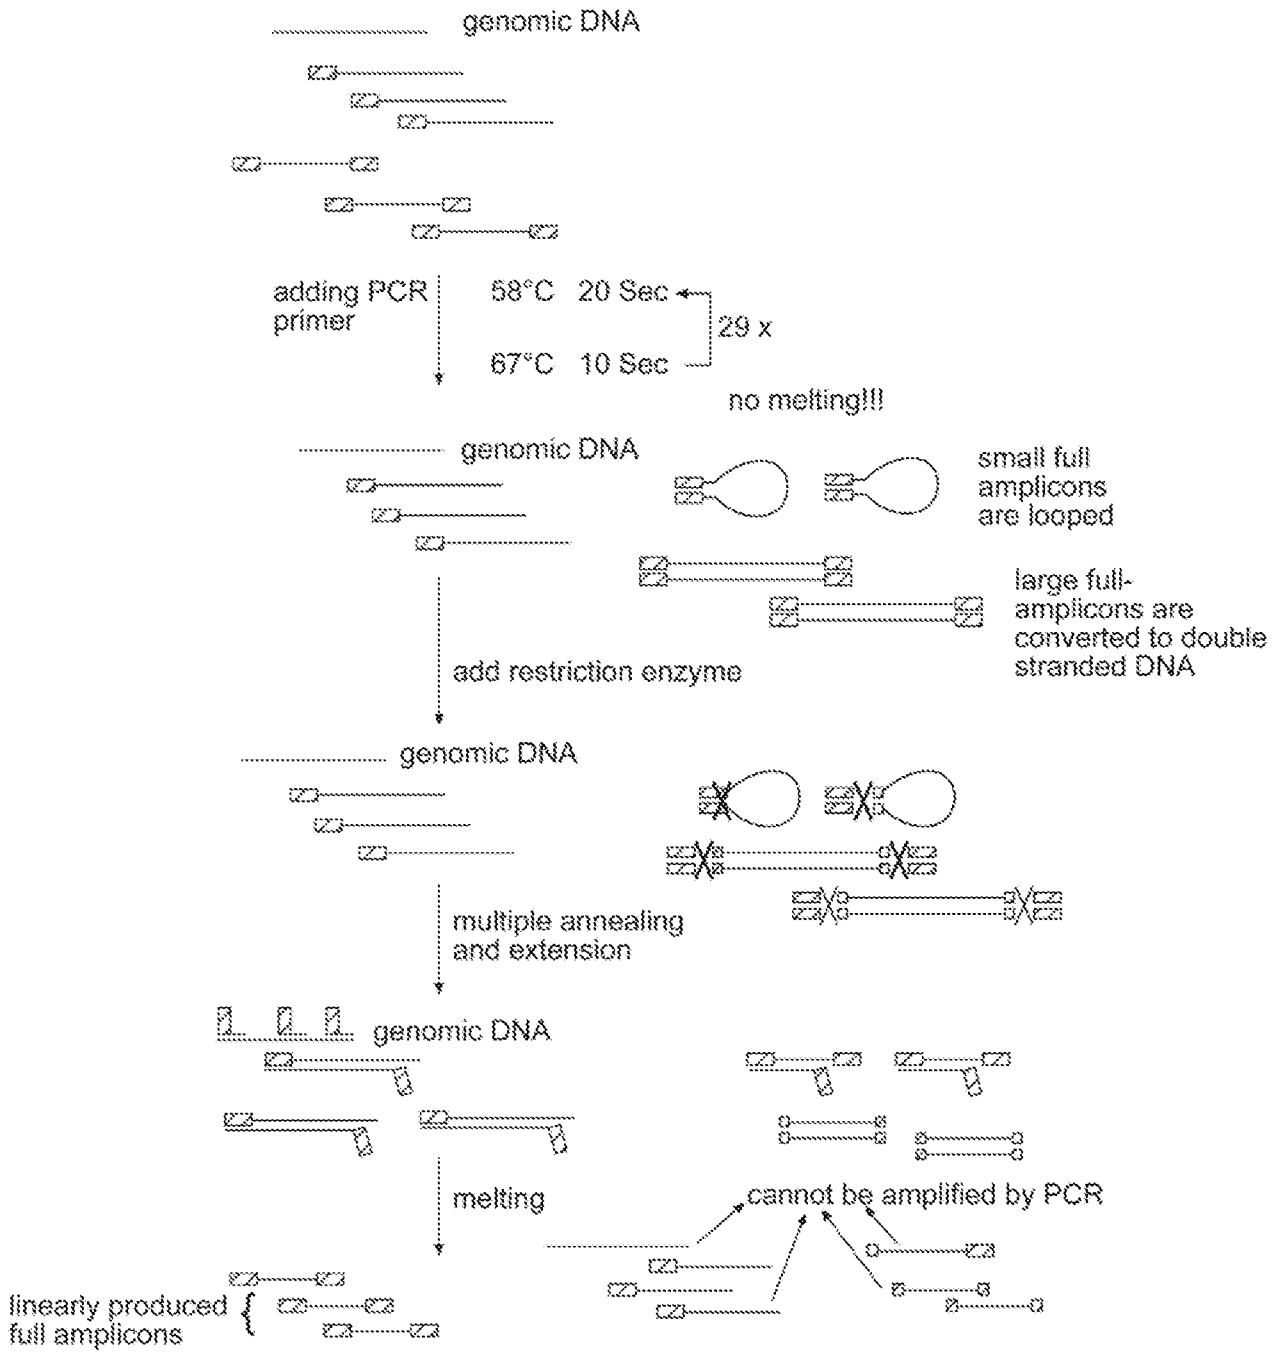 genomic DNA
adding PCR
primer
58°C 20 Sec
29 x
67°C 10 Sec
no melting!!!
genomic DNA
small full
amplicons
are looped
large full-
amplicons are
converted to double
stranded DNA
add restriction enzyme
genomic DNA
multiple annealing
and extension
genomic DNA
melting
cannot be amplified by PCR
linearly produced
full amplicons